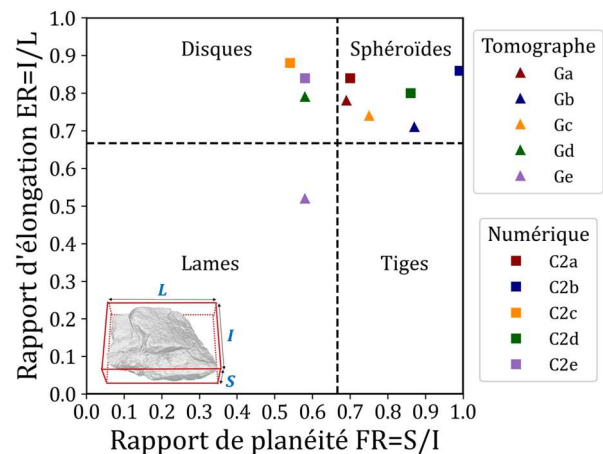 Rapport d'élongation ER=I/L
1.0
0.9
0.8
0.7
0.6
0.5
0.4
0.3
0.2
0.1
0.0
Disques
Sphéroïdes
Lames
Tiges
L
I
S
0.0 0.1 0.2 0.3 0.4 0.5 0.6 0.7 0.8 0.9 1.0
Rapport de planéité FR=S/I
Tomographe
Ga
Gb
Gc
Gd
Ge
Numérique
C2a
C2b
C2c
C2d
C2e